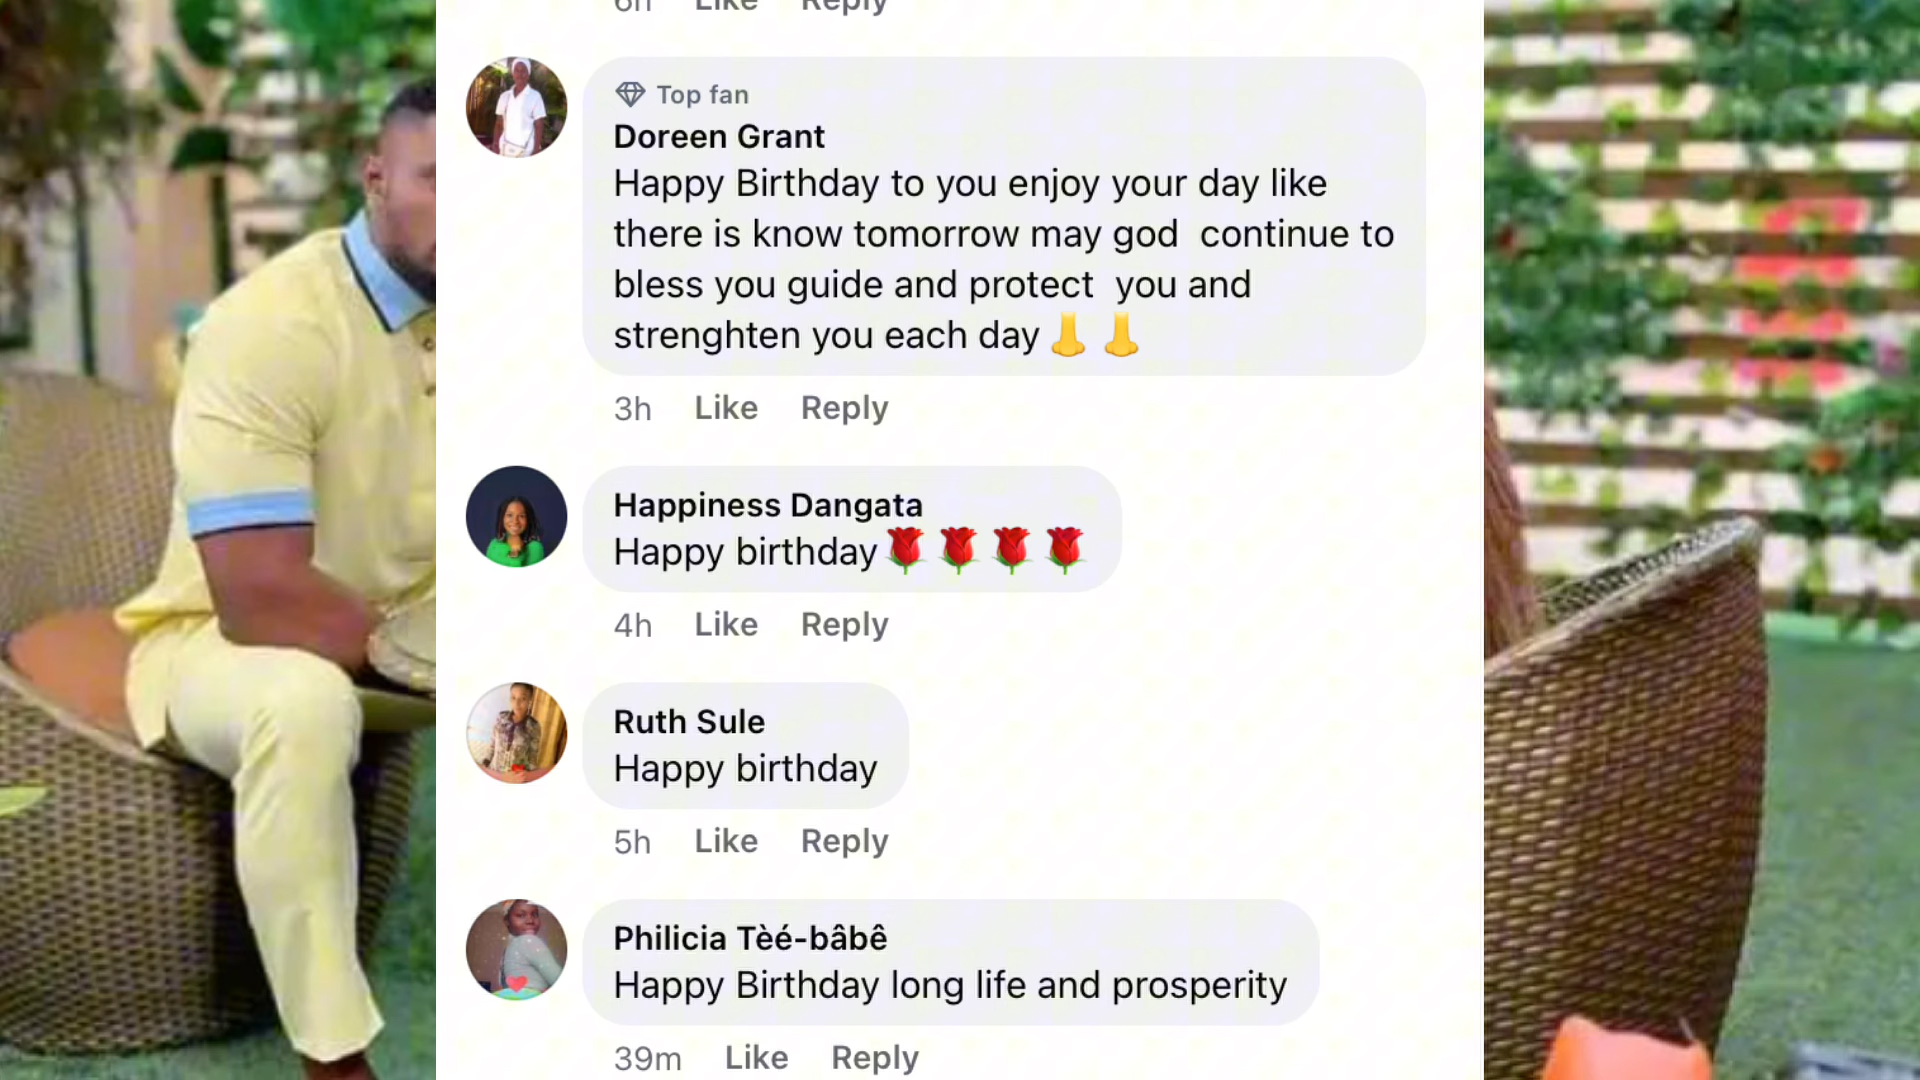 6h Like Reply
Top fan
Doreen Grant
Happy Birthday to you enjoy your day like
there is know tomorrow may god  continue to
bless you guide and protect  you and
strenghten you each day👃👃
3h Like Reply
Happiness Dangata
Happy birthday🌹🌹🌹🌹
4h Like Reply
Ruth Sule
Happy birthday
5h Like Reply
Philicia Tèé-bâbê
Happy Birthday long life and prosperity
39m Like Reply